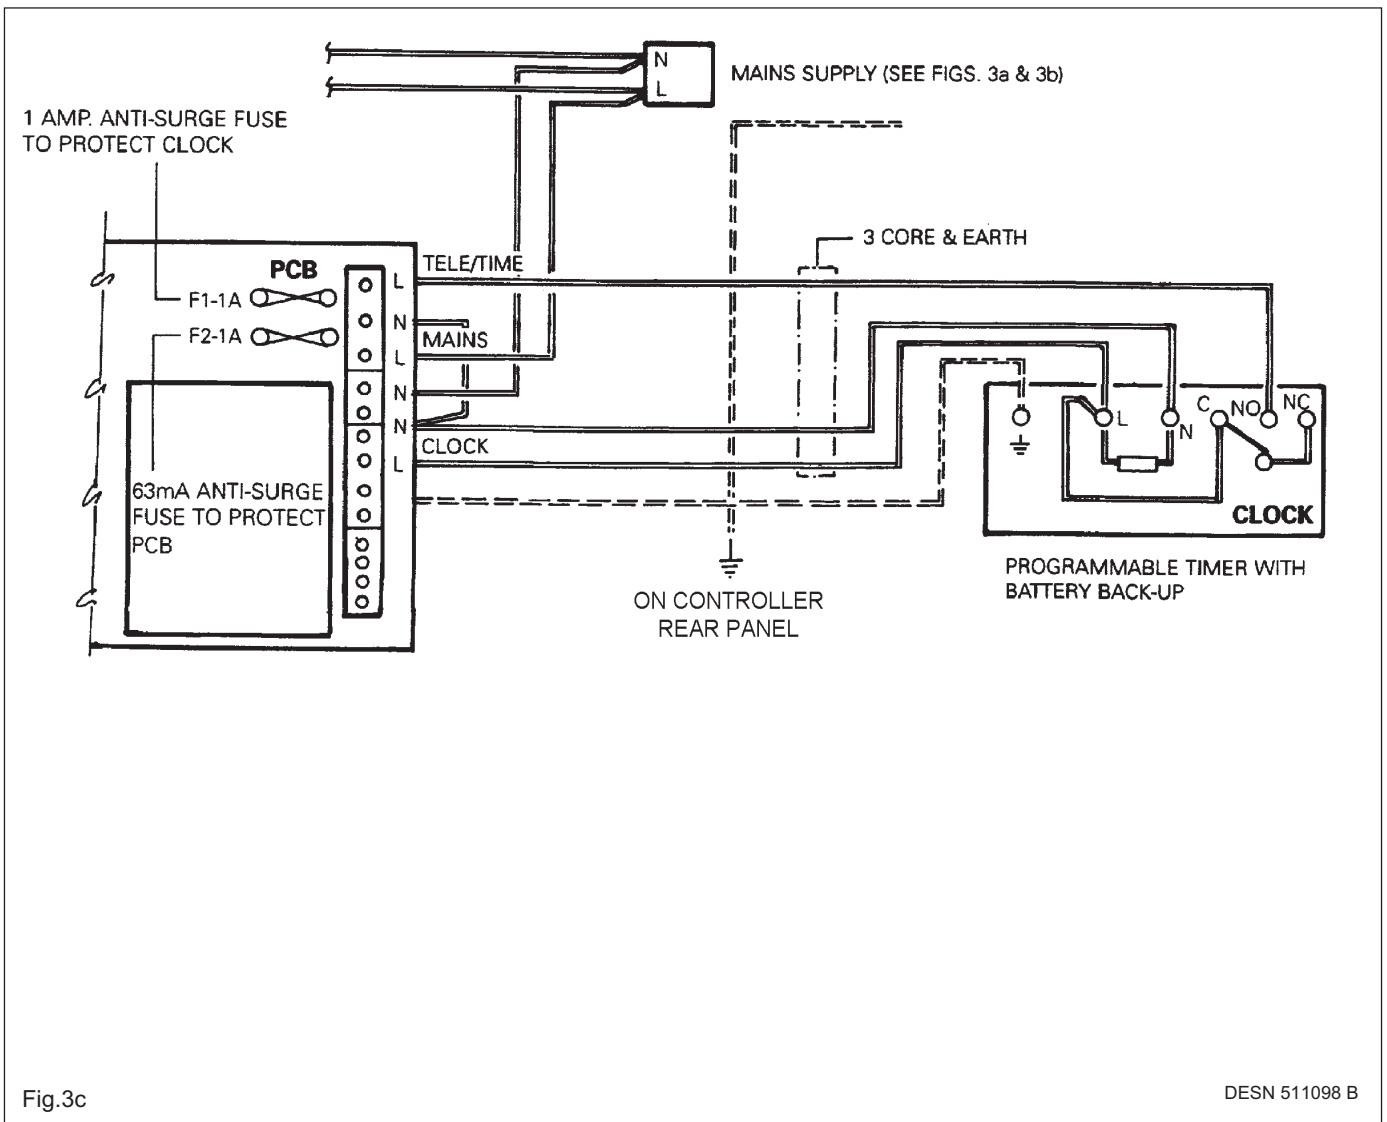 N
MAINS SUPPLY (SEE FIGS. 3a & 3b)
L
1 AMP. ANTI-SURGE FUSE
TO PROTECT CLOCK
3 CORE & EARTH
PCB
L
TELE/TIME
F1-1A
N
F2-1A
MAINS
L
N
N
CLOCK
L
63mA ANTI-SURGE
FUSE TO PROTECT
PCB
L
N
C
NO
NC
CLOCK
PROGRAMMABLE TIMER WITH
BATTERY BACK-UP
ON CONTROLLER
REAR PANEL
Fig.3c
DESN 511098 B